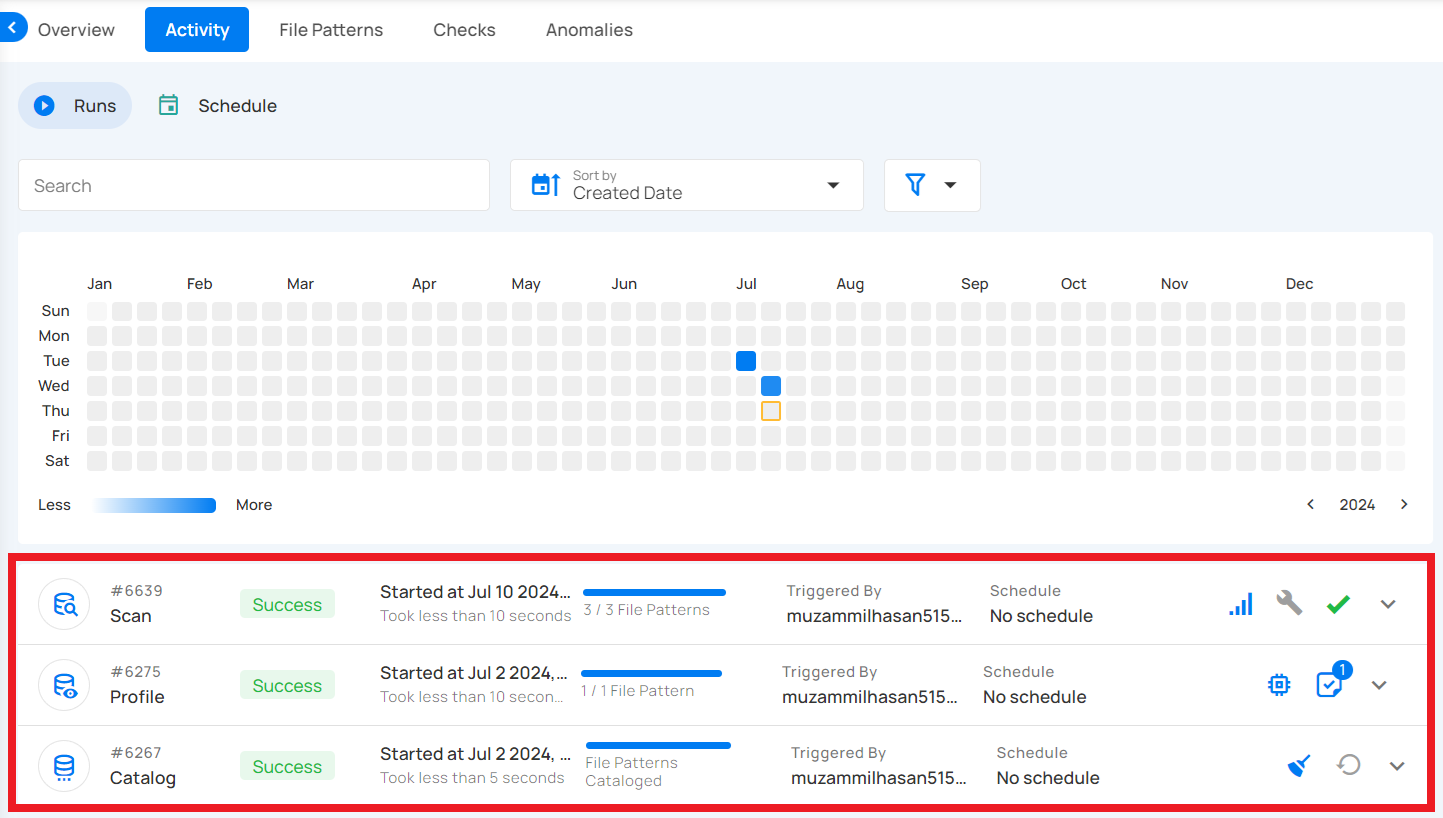 Overview Activity File Patterns Checks Anomalies
Runs Schedule
Search
Sort by
Created Date
Jan Feb Mar Apr May Jun Jul Aug Sep Oct Nov Dec
Sun
Mon
Tue
Wed
Thu
Fri
Sat
Less More 2024
#6639
Scan
Success
Started at Jul 10 2024...
Took less than 10 seconds
3 / 3 File Patterns
Triggered By
muzammilhasan515...
Schedule
No schedule
#6275
Profile
Success
Started at Jul 2 2024,...
Took less than 10 secon...
1 / 1 File Pattern
Triggered By
muzammilhasan515...
Schedule
No schedule
1
#6267
Catalog
Success
Started at Jul 2 2024, ...
Took less than 5 seconds
File Patterns
Cataloged
Triggered By
muzammilhasan515...
Schedule
No schedule